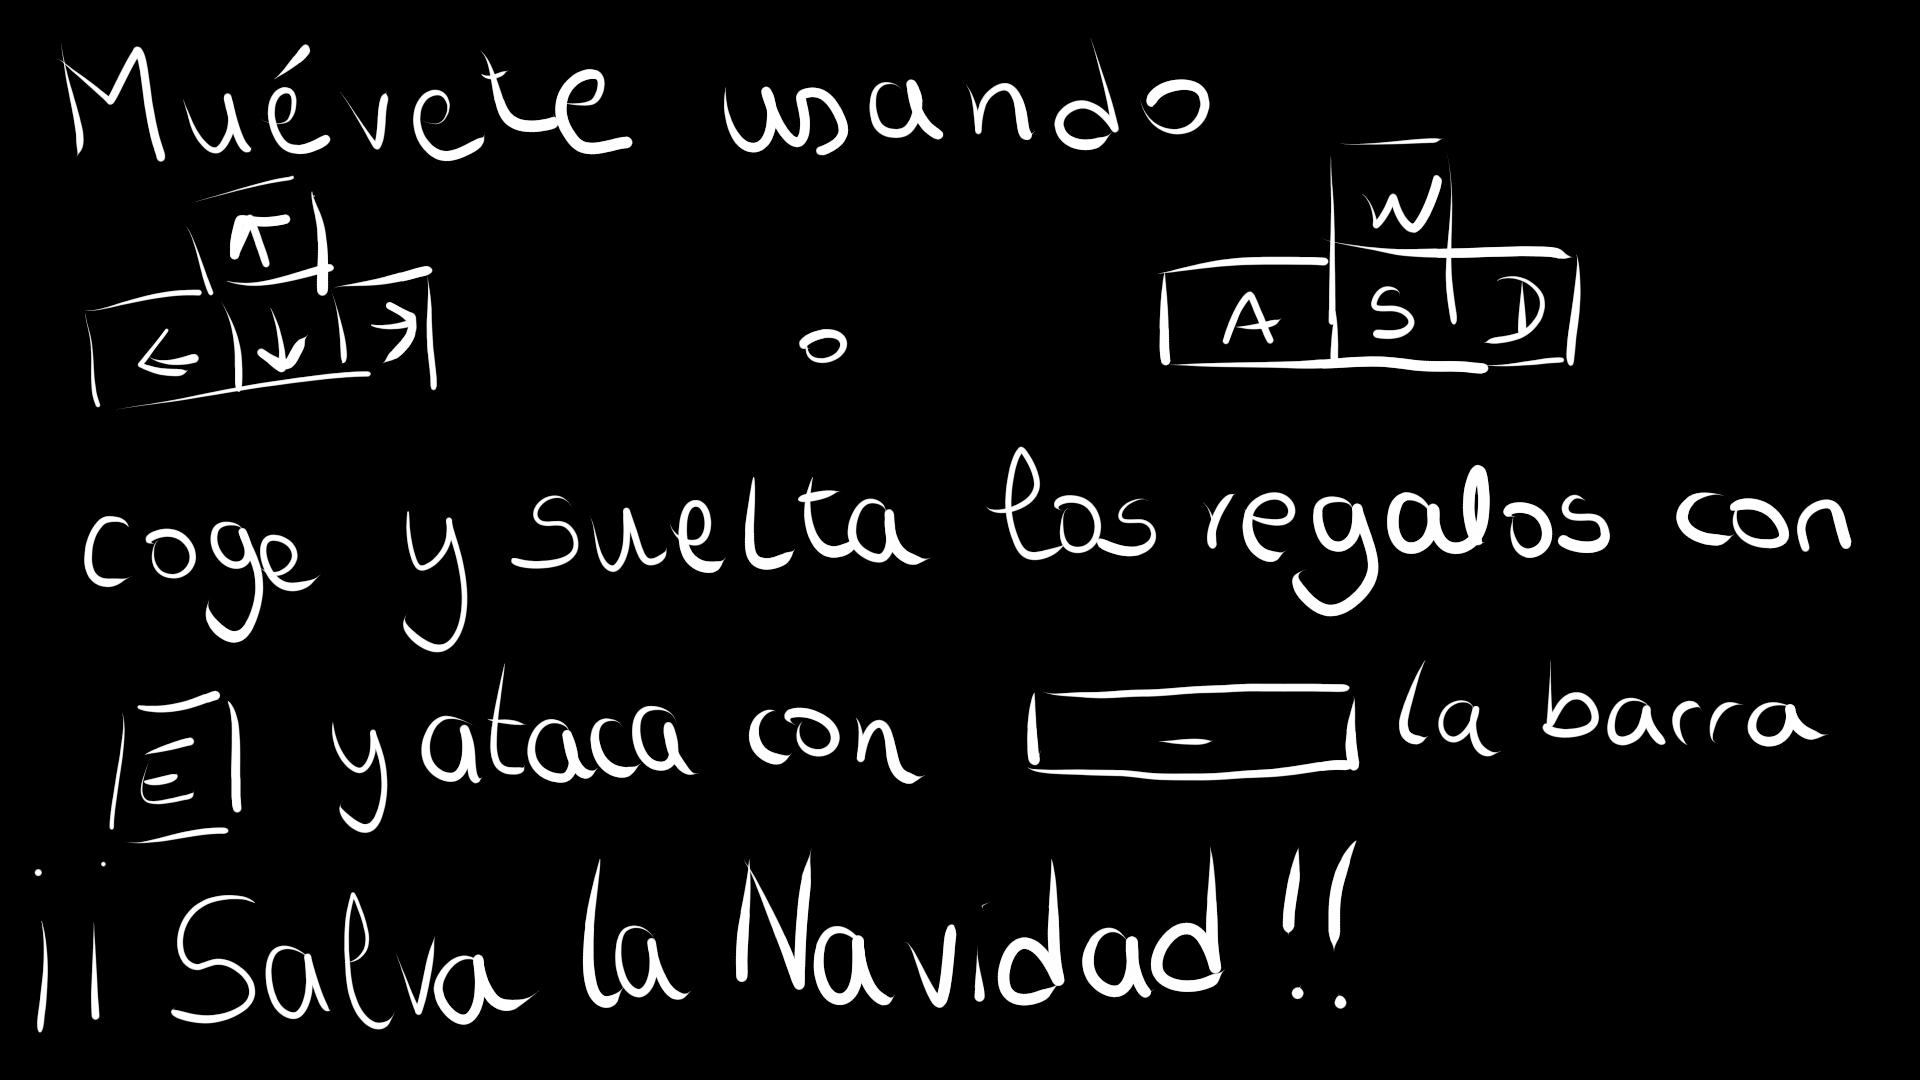 Muévete usando
↑ W
← ↓ → o A S D
coge y suelta los regalos con
E y ataca con - la barra
¡¡Salva la Navidad!!